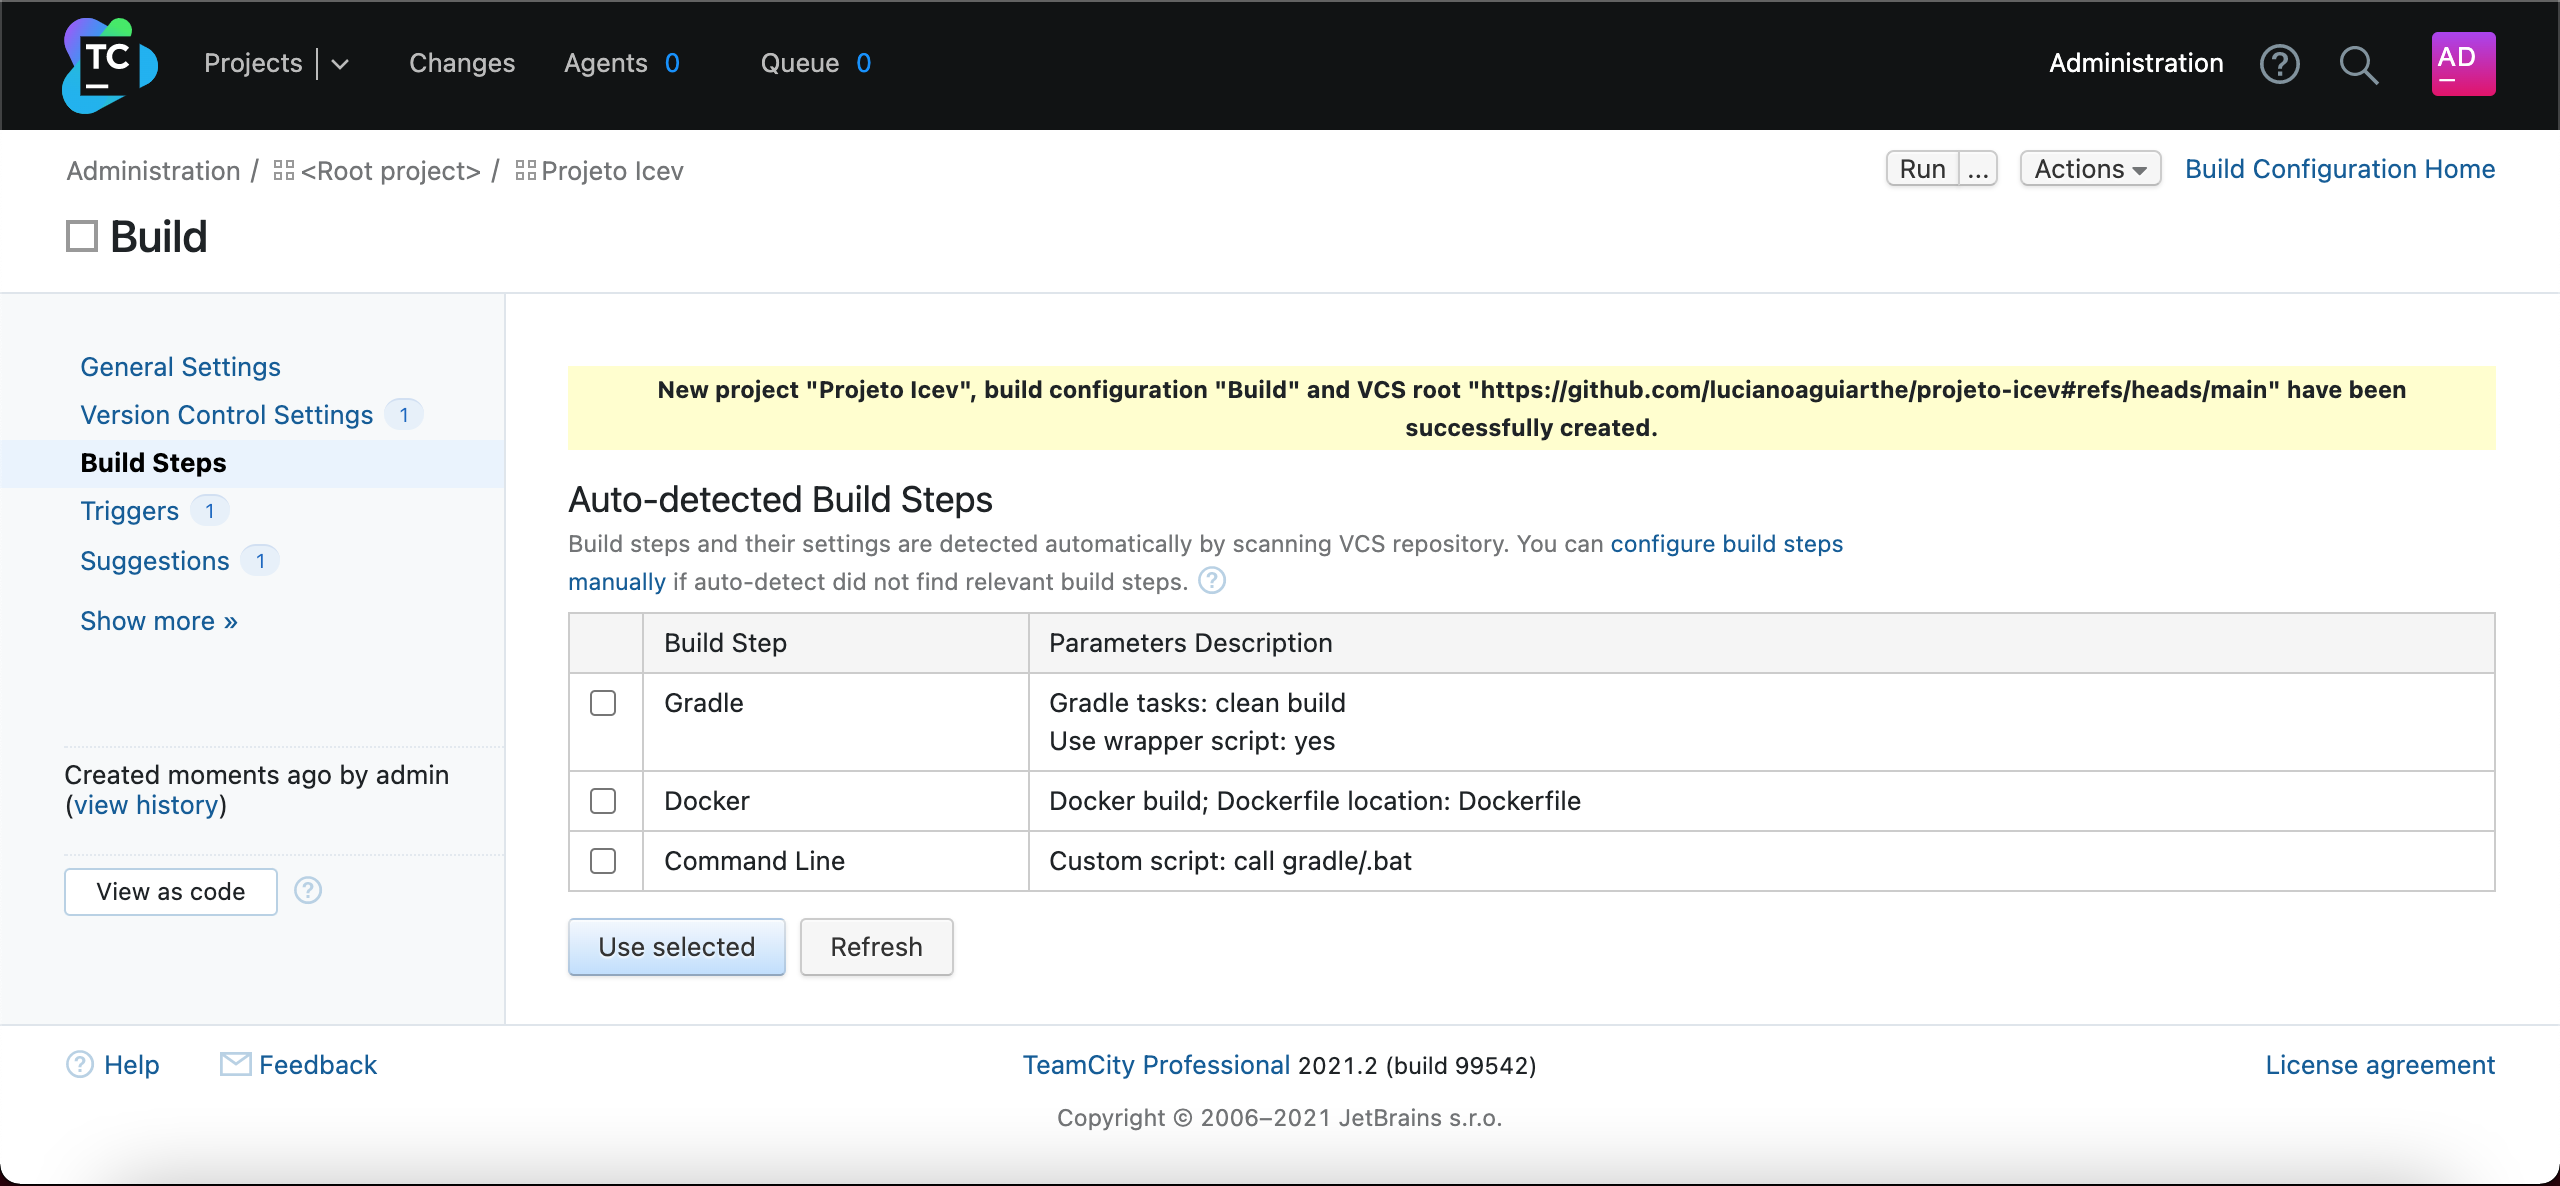 TC
Projects
Changes
Agents 0
Queue 0
Administration
AD
Administration / <Root project> / Projeto Icev
Run ...
Actions
Build Configuration Home
Build
General Settings
Version Control Settings 1
Build Steps
Triggers 1
Suggestions 1
Show more »
Created moments ago by admin
(view history)
View as code
New project "Projeto Icev", build configuration "Build" and VCS root "https://github.com/lucianoaguiarthe/projeto-icev#refs/heads/main" have been
successfully created.
Auto-detected Build Steps
Build steps and their settings are detected automatically by scanning VCS repository. You can configure build steps
manually if auto-detect did not find relevant build steps.
Build Step Parameters Description
Gradle Gradle tasks: clean build
Use wrapper script: yes
Docker Docker build; Dockerfile location: Dockerfile
Command Line Custom script: call gradle/.bat
Use selected
Refresh
Help
Feedback
TeamCity Professional 2021.2 (build 99542)
License agreement
Copyright © 2006–2021 JetBrains s.r.o.